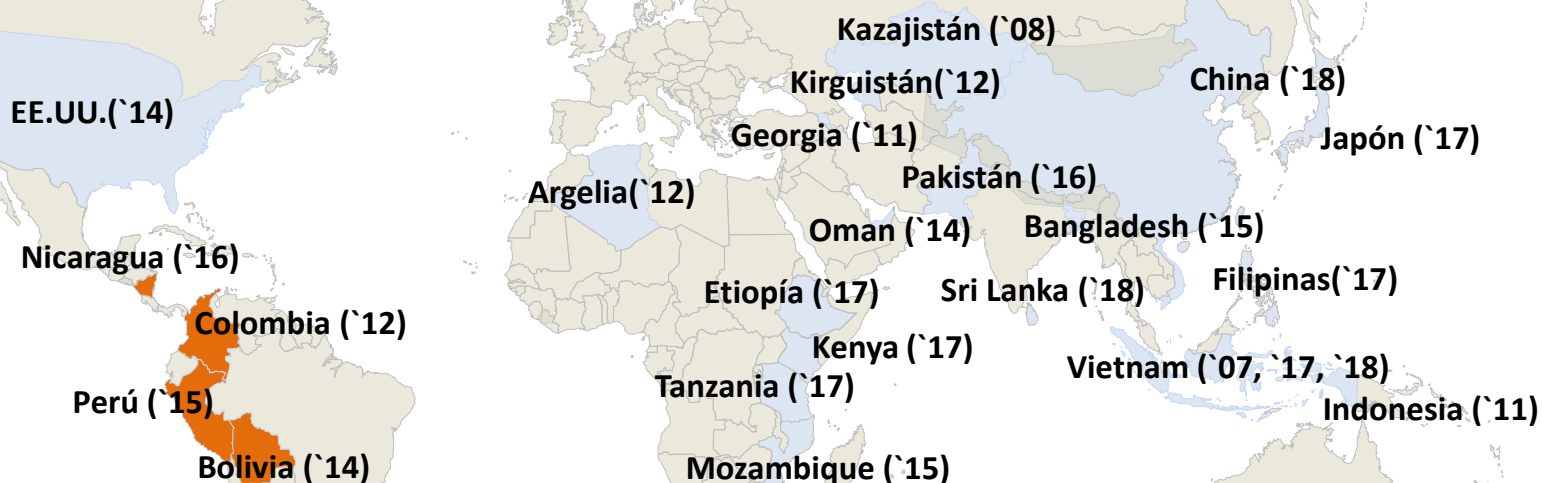 Kazajistán (`08)
Kirguistán(`12)
China (`18)
EE.UU.(`14)
Georgia (`11)
Japón (`17)
Pakistán (`16)
Argelia(`12)
Oman (`14)
Bangladesh (`15)
Nicaragua (`16)
Etiopía (`17)
Sri Lanka (`18)
Filipinas(`17)
Colombia (`12)
Kenya (`17)
Vietnam (`07, `17, `18)
Tanzania (`17)
Perú (`15)
Indonesia (`11)
Bolivia (`14)
Mozambique (`15)